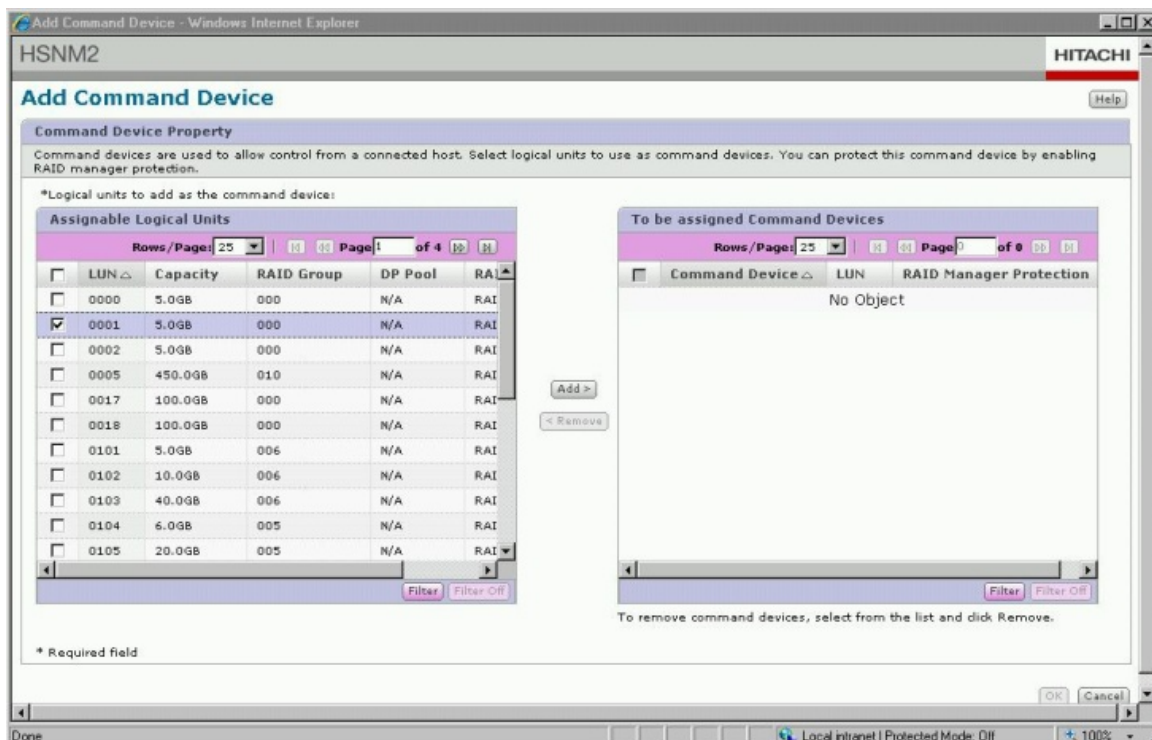 Add Command Device - Windows Internet Explorer
HSNM2
HITACHI
Add Command Device
Help
Command Device Property
Command devices are used to allow control from a connected host. Select logical units to use as command devices. You can protect this command device by enabling
RAID manager protection.
*Logical units to add as the command device:
Assignable Logical Units
Rows/Page: 25 Page 1 of 4
LUN Capacity RAID Group DP Pool RAI
0000 5.0GB 000 N/A RAI
0001 5.0GB 000 N/A RAI
0002 5.0GB 000 N/A RAI
0005 450.0GB 010 N/A RAI
0017 100.0GB 000 N/A RAI
0018 100.0GB 000 N/A RAI
0101 5.0GB 006 N/A RAI
0102 10.0GB 006 N/A RAI
0103 40.0GB 006 N/A RAI
0104 6.0GB 005 N/A RAI
0105 20.0GB 005 N/A RAI
Filter Filter Off
Add >
< Remove
To be assigned Command Devices
Rows/Page: 25 Page 0 of 0
Command Device LUN RAID Manager Protection
No Object
Filter Filter Off
To remove command devices, select from the list and click Remove.
* Required field
OK Cancel
Done
Local intranet | Protected Mode: Off
100%